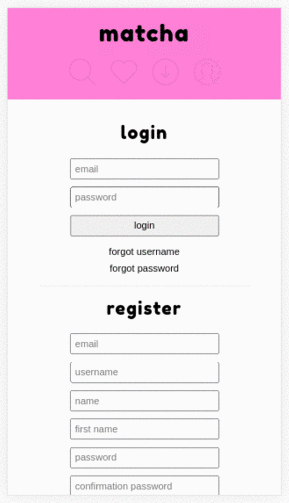 matcha
login
email
password
login
forgot username
forgot password
register
email
username
name
first name
password
confirmation password